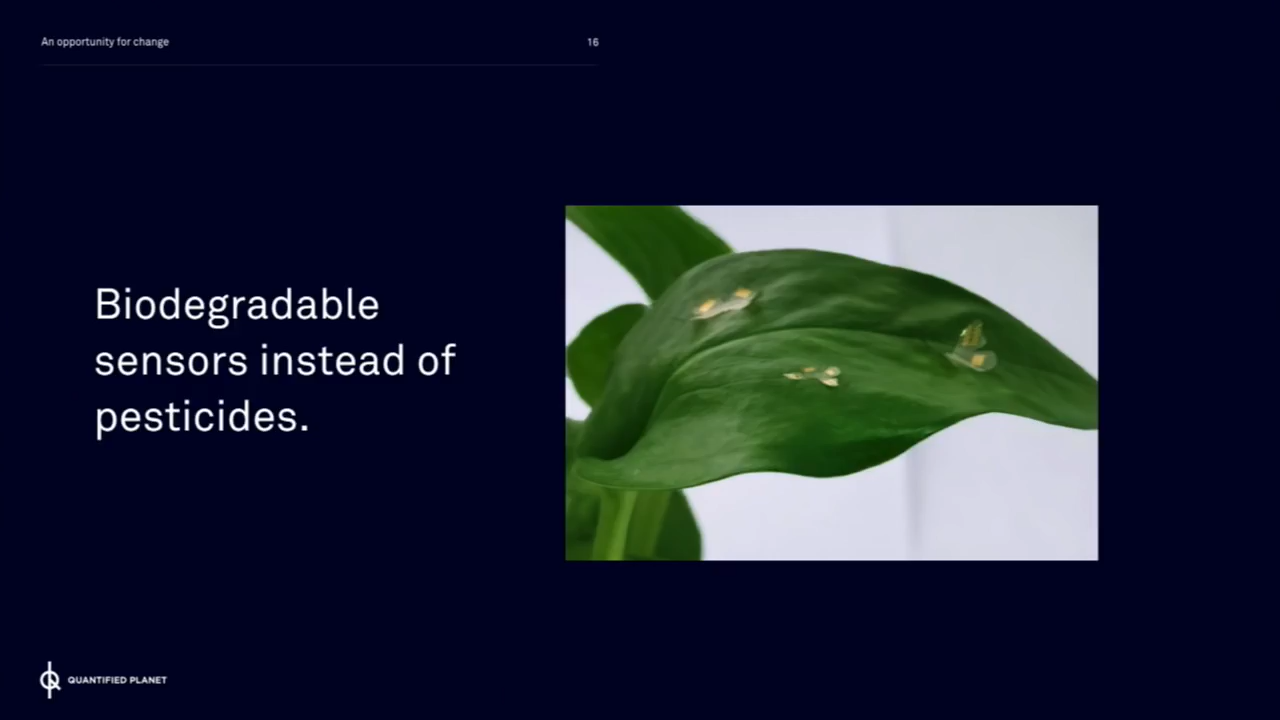 An opportunity for change
16
Biodegradable
sensors instead of
pesticides.
QUANTIFIED PLANET